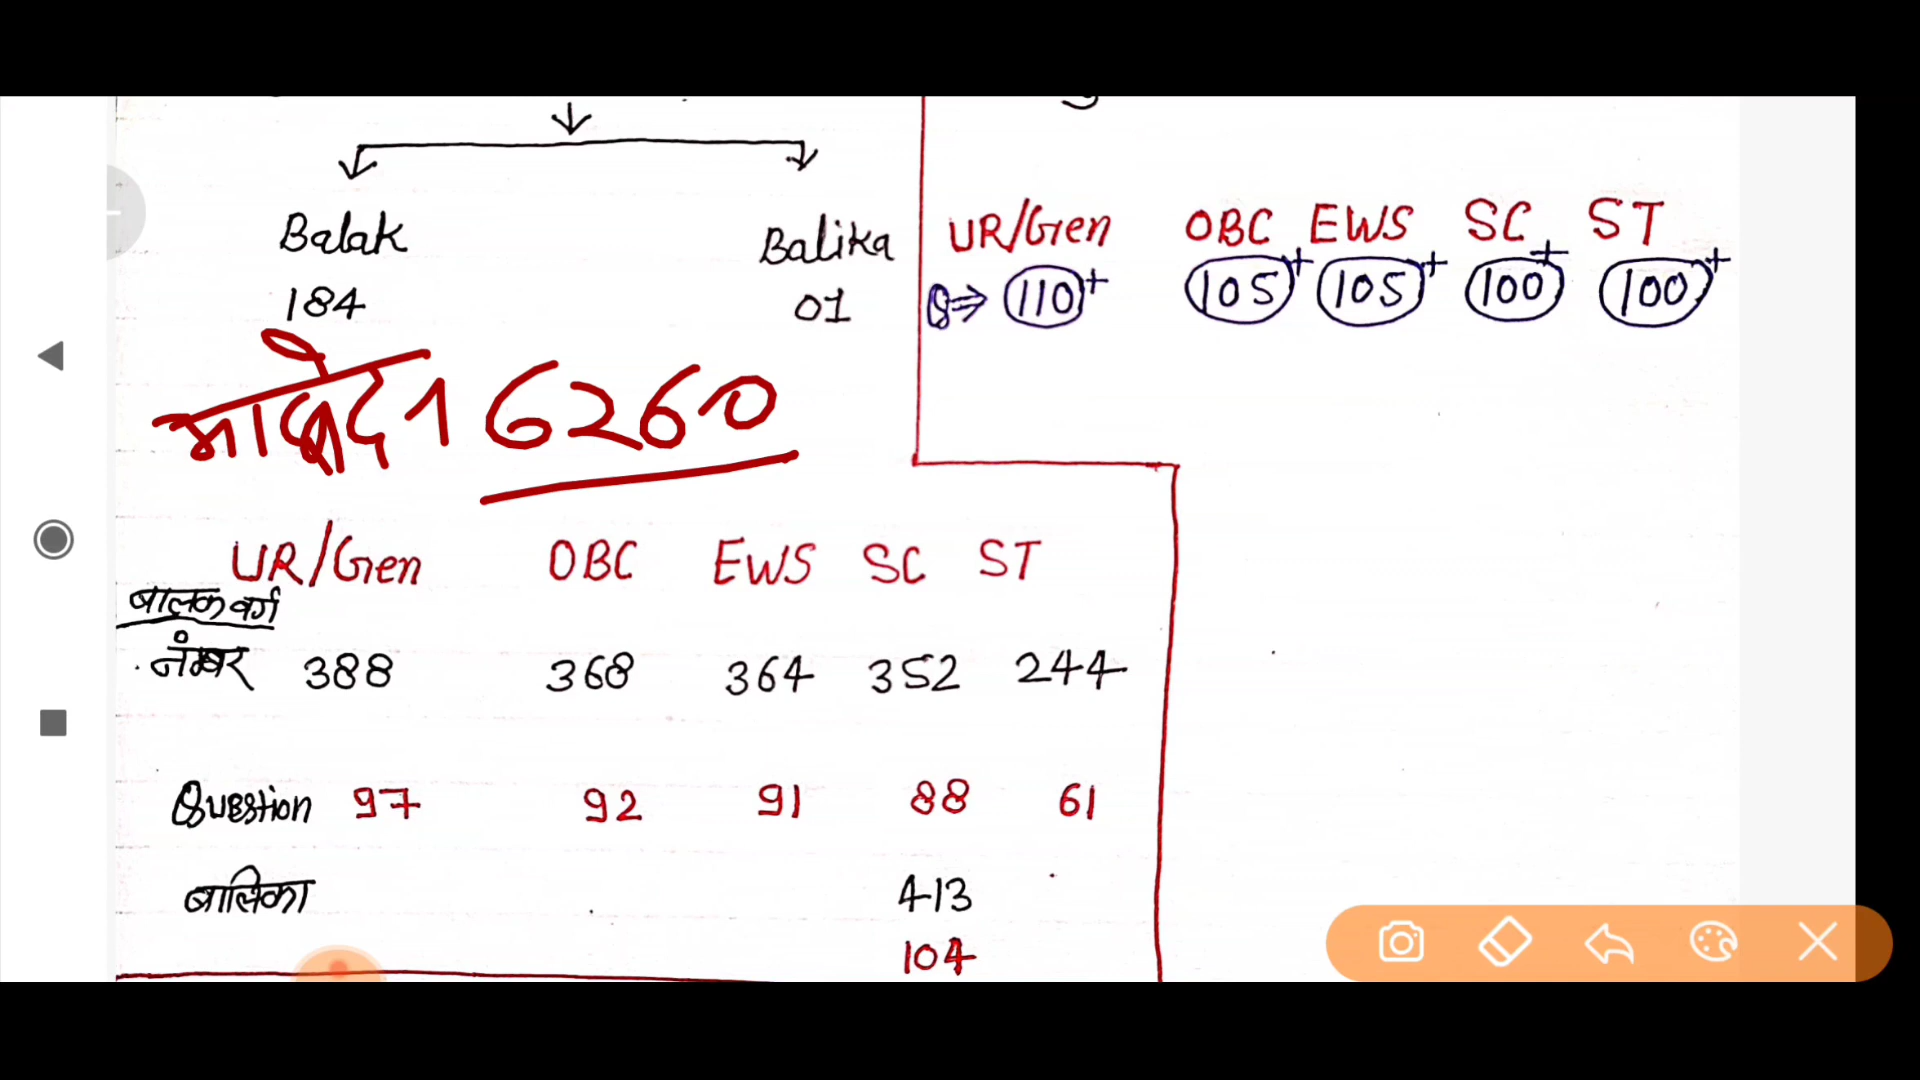 Balak Balika
184 01
UR/Gen OBC EWS SC ST
Q⇒ 110+ 105+ 105+ 100+ 100+
6260
UR/Gen OBC EWS SC ST
बालक वर्ग
नंम्बर 388 368 364 352 244
Question 97 92 91 88 61
बालिका 413
104